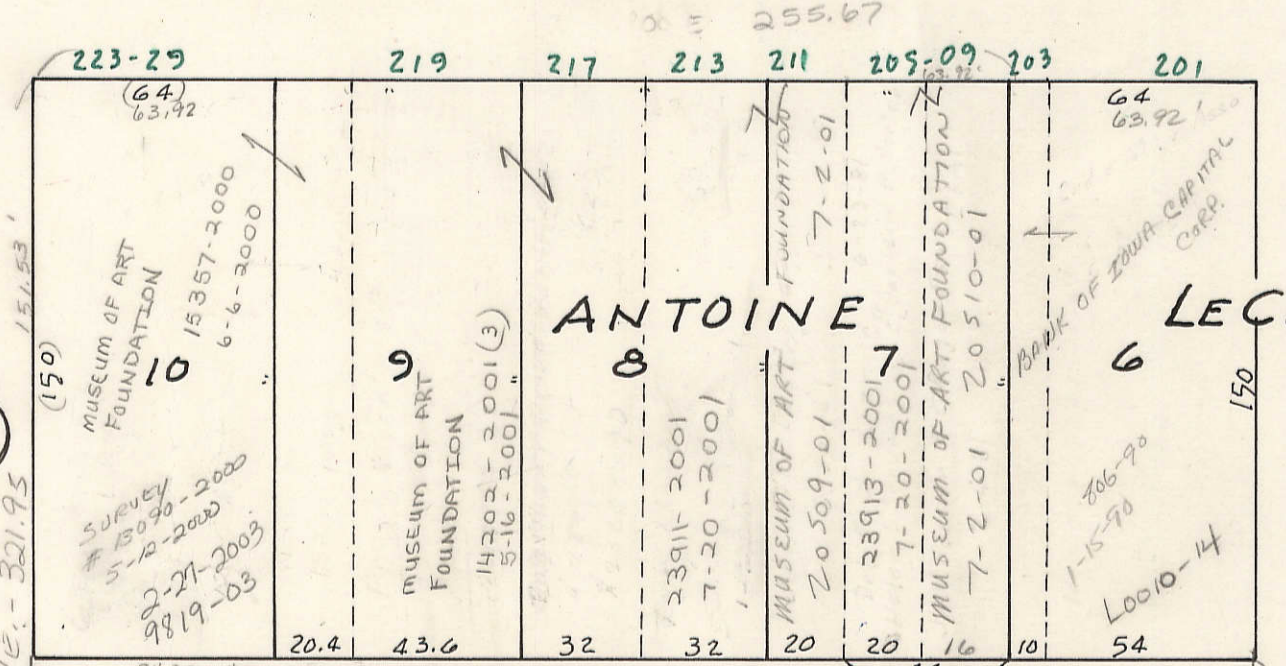 255.67
223-29 219 217 213 211 205-09 203 201
(64)
63.92
63.92
64
63.92
151.53'
(150)
E.- 321.95
MUSEUM OF ART
FOUNDATION
15357-2000
6-6-2000
10
SURVEY
13090-2000
5-10-2000
2-27-2003
9819-03
9
MUSEUM OF ART
FOUNDATION
14202-2001(3)
5-16-2001
ANTOINE LEC
8
23911-2001
7-20-2001
MUSEUM OF ART FOUNDATION
20509-01 7-2-01
7
23913-2001
7-20-2001
MUSEUM OF ART FOUNDATION
7-2-01 20510-01
6
BANK OF IOWA CAPITAL
CORP.
806-90
1-15-90
L0010-14
150
20.4 43.6 32 32 20 20 16 10 54